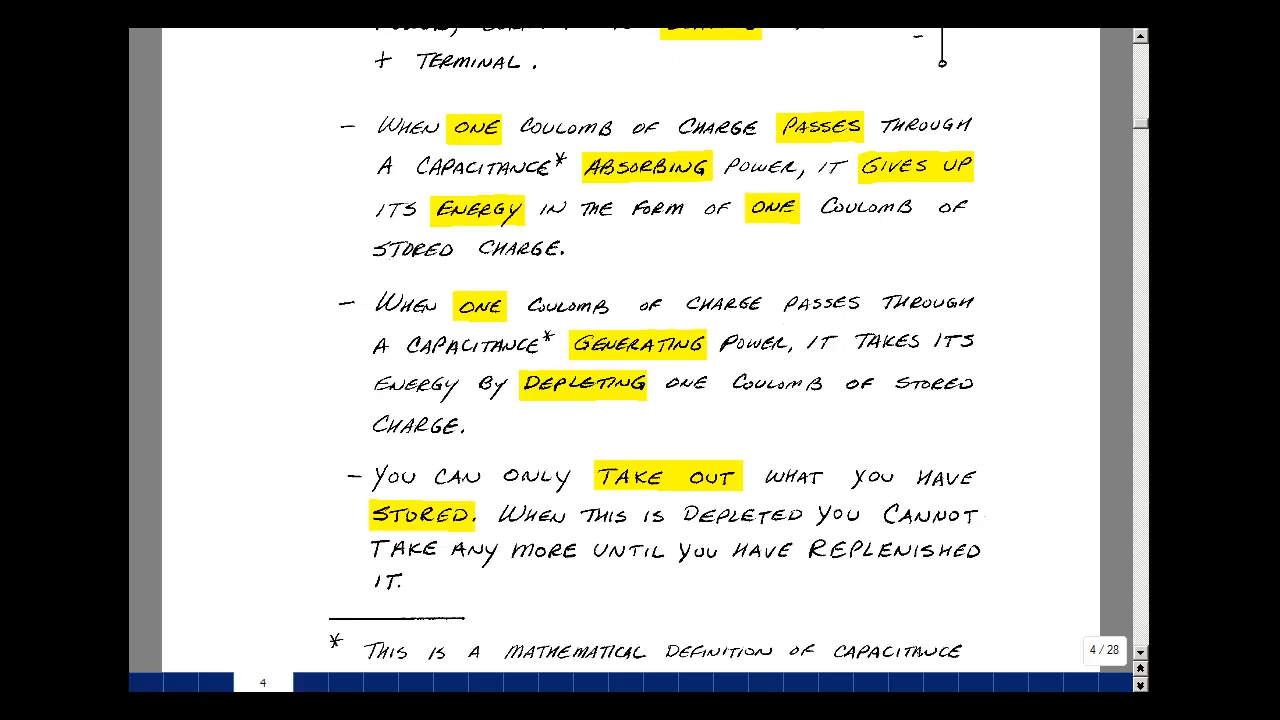 + TERMINAL.
- WHEN ONE COULOMB OF CHARGE PASSES THROUGH
A CAPACITANCE* ABSORBING POWER, IT GIVES UP
ITS ENERGY IN THE FORM OF ONE COULOMB OF
STORED CHARGE.
- WHEN ONE COULOMB OF CHARGE PASSES THROUGH
A CAPACITANCE* GENERATING POWER, IT TAKES ITS
ENERGY BY DEPLETING ONE COULOMB OF STORED
CHARGE.
- YOU CAN ONLY TAKE OUT WHAT YOU HAVE
STORED. WHEN THIS IS DEPLETED YOU CANNOT
TAKE ANY MORE UNTIL YOU HAVE REPLENISHED
IT.
* THIS IS A MATHEMATICAL DEFINITION OF CAPACITANCE
4 / 28
4